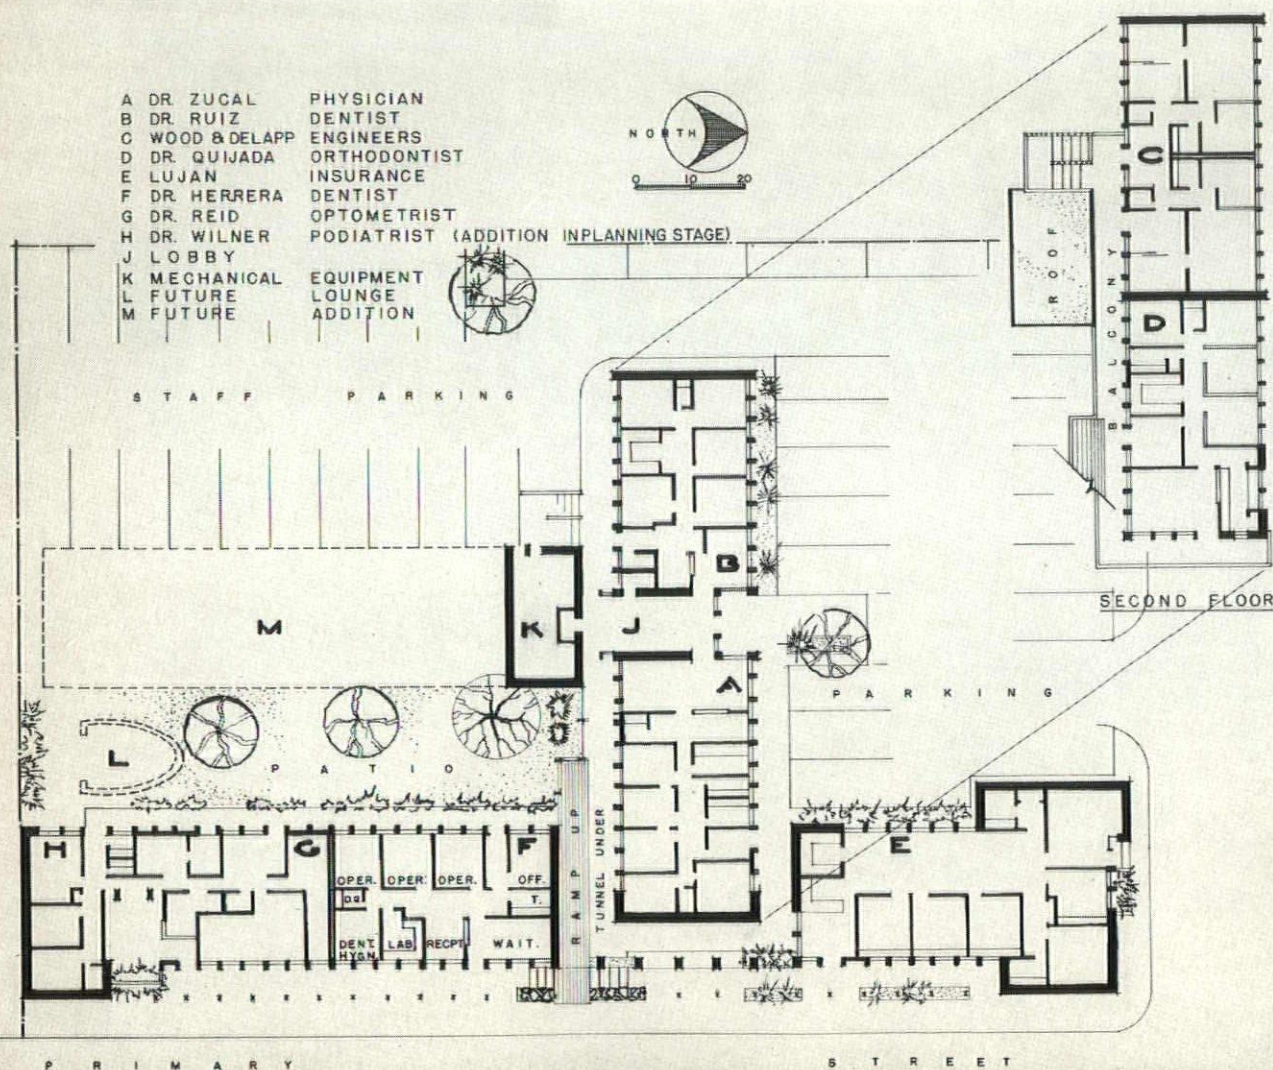 A DR. ZUCAL PHYSICIAN
B DR. RUIZ DENTIST
C WOOD & DELAPP ENGINEERS
D DR. QUIJADA ORTHODONTIST
E LUJAN INSURANCE
F DR. HERRERA DENTIST
G DR. REID OPTOMETRIST
H DR. WILNER PODIATRIST (ADDITION IN PLANNING STAGE)
J LOBBY
K MECHANICAL EQUIPMENT
L FUTURE LOUNGE
M FUTURE ADDITION
NORTH
0 10 20
C
ROOF
BALCONY
D
SECOND FLOOR
STAFF PARKING
B
M
K
J
A
PARKING
L
PATIO
H
G
F
E
OPER. OPER. OPER. OFF.
D.R.
T.
DENT. HYGN.
LAB
RECPT.
WAIT.
RAMP UP
TUNNEL UNDER
PRIMARY STREET